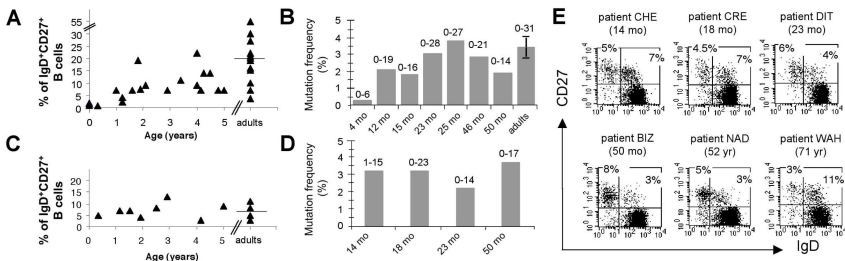 A
% of IgD+CD27+
B cells
55
50
40
30
20
10
0
0 1 2 3 4 5 adults
Age (years)
B
Mutation frequency
(%)
6
5
4
3
2
1
0
0-6
0-19
0-16
0-28
0-27
0-21
0-14
0-31
4 mo
12 mo
15 mo
23 mo
25 mo
46 mo
50 mo
adults
C
% of IgD+CD27+
B cells
20
15
10
5
0
0 1 2 3 4 5 adults
Age (years)
D
Mutation frequency
(%)
5
4
3
2
1
0
1-15
0-23
0-14
0-17
14 mo
18 mo
23 mo
50 mo
E
patient CHE
(14 mo)
5%
7%
patient CRE
(18 mo)
4.5%
7%
patient DIT
(23 mo)
6%
4%
patient BIZ
(50 mo)
8%
3%
patient NAD
(52 yr)
5%
3%
patient WAH
(71 yr)
3%
11%
CD27
IgD